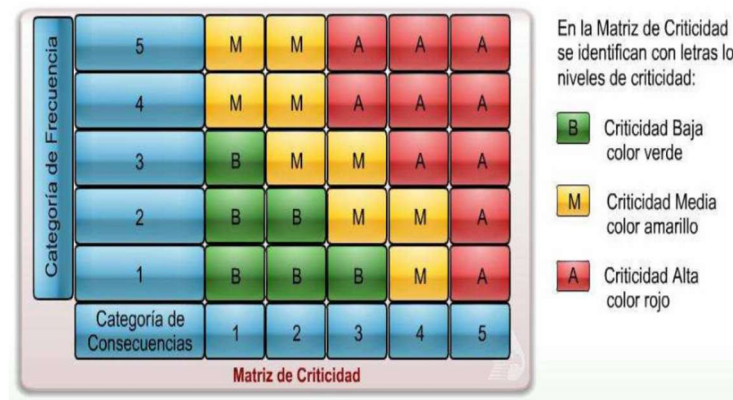 Categoría de Frecuencia
5 M M A A A
4 M M A A A
3 B M M A A
2 B B M M A
1 B B B M A
Categoría de
Consecuencias
1 2 3 4 5
Matriz de Criticidad
En la Matriz de Criticidad
se identifican con letras lo
niveles de criticidad:
B Criticidad Baja
color verde
M Criticidad Media
color amarillo
A Criticidad Alta
color rojo